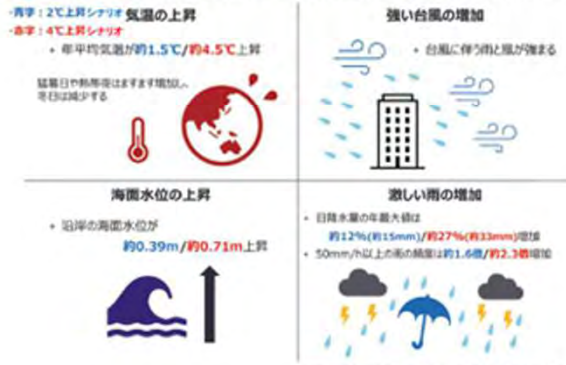 ・青字：2℃上昇シナリオ
・赤字：4℃上昇シナリオ
気温の上昇
• 年平均気温が約1.5℃/約4.5℃上昇
猛暑日や熱帯夜はますます増加し、
冬日は減少する
強い台風の増加
• 台風に伴う雨と風が強まる
海面水位の上昇
• 沿岸の海面水位が
約0.39m/約0.71m上昇
激しい雨の増加
• 日降水量の年最大値は
約12%(約15mm)/約27%(約33mm)増加
• 50mm/h以上の雨の頻度は約1.6倍/約2.3倍増加